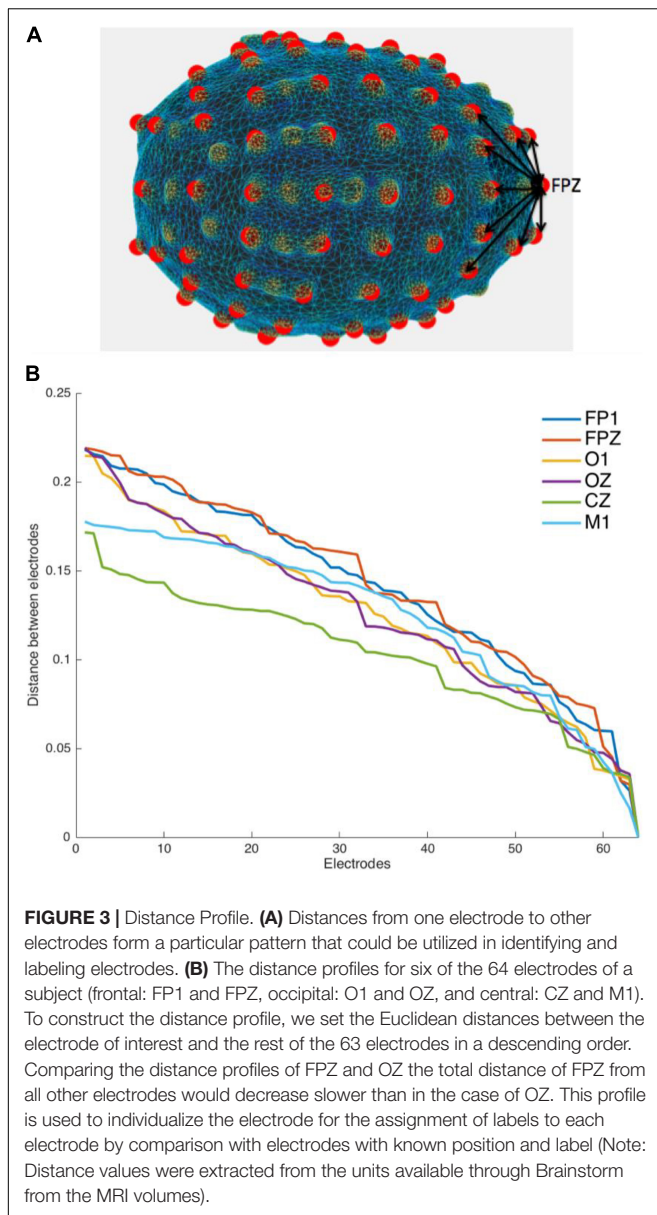 A
FPZ
B
0.25
0.2
0.15
0.1
0.05
0
Distance between electrodes
0 10 20 30 40 50 60
Electrodes
FP1
FPZ
O1
OZ
CZ
M1
FIGURE 3 | Distance Profile. (A) Distances from one electrode to other
electrodes form a particular pattern that could be utilized in identifying and
labeling electrodes. (B) The distance profiles for six of the 64 electrodes of a
subject (frontal: FP1 and FPZ, occipital: O1 and OZ, and central: CZ and M1).
To construct the distance profile, we set the Euclidean distances between the
electrode of interest and the rest of the 63 electrodes in a descending order.
Comparing the distance profiles of FPZ and OZ the total distance of FPZ from
all other electrodes would decrease slower than in the case of OZ. This profile
is used to individualize the electrode for the assignment of labels to each
electrode by comparison with electrodes with known position and label (Note:
Distance values were extracted from the units available through Brainstorm
from the MRI volumes).